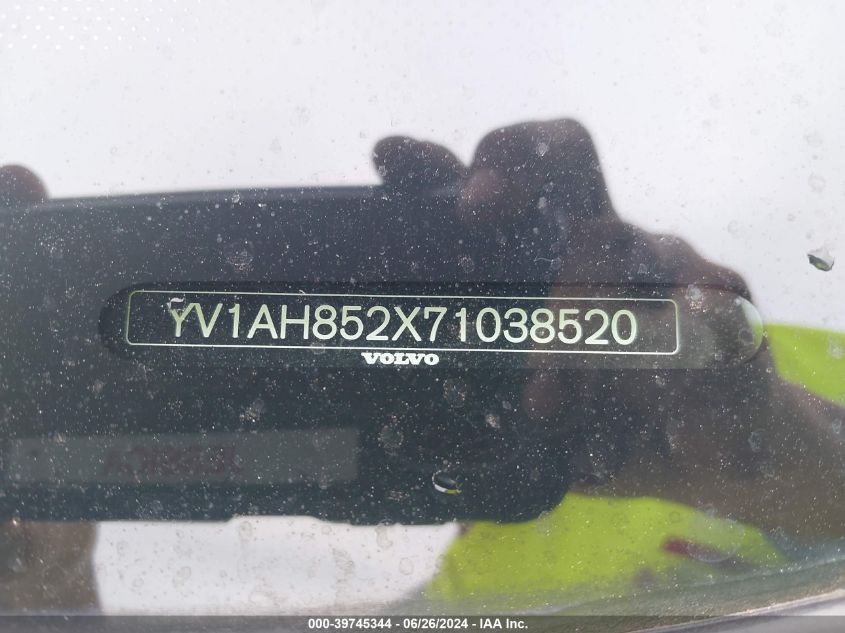 YV1AH852X71038520
VOLVO
000-39745344 / 06/26/2024 - IAA Inc.